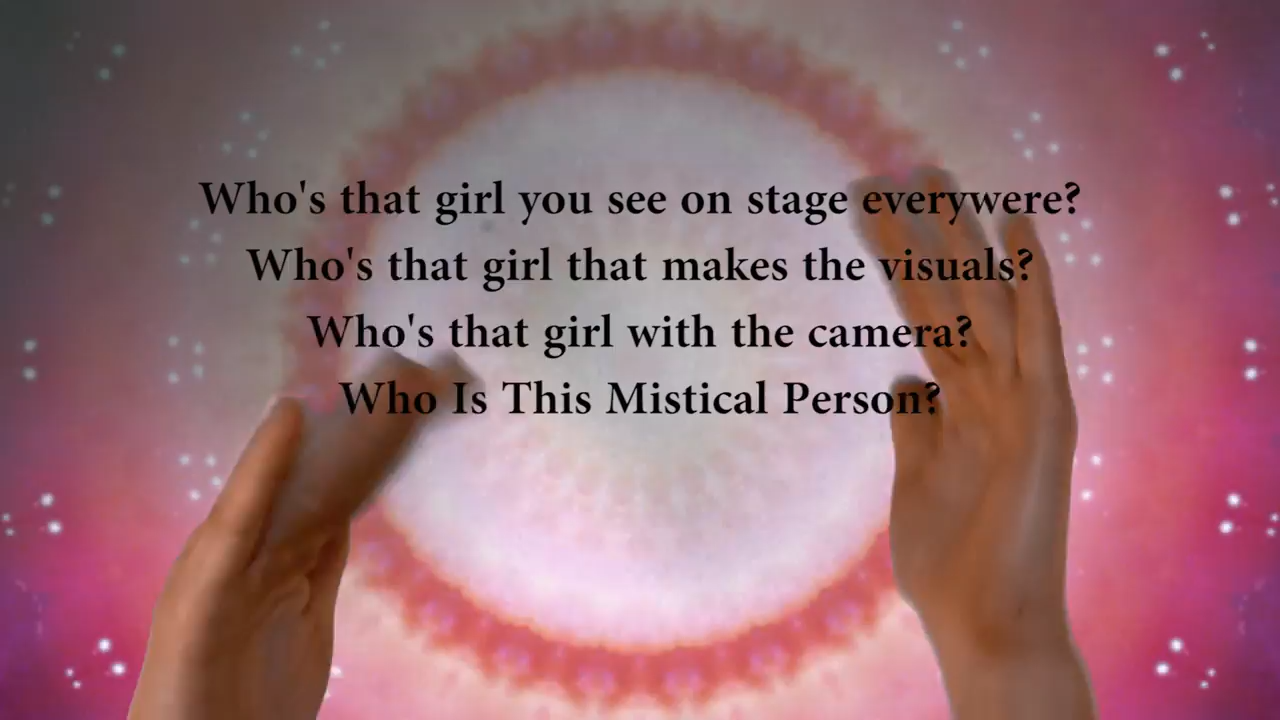 Who's that girl you see on stage everywere?
Who's that girl that makes the visuals?
Who's that girl with the camera?
Who Is This Mistical Person?